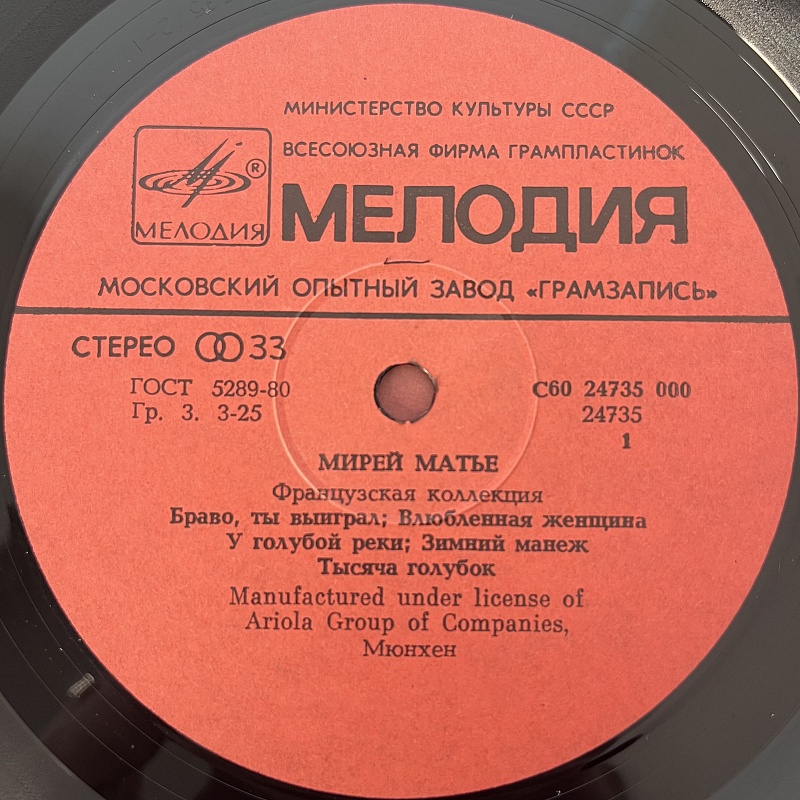 МИНИСТЕРСТВО КУЛЬТУРЫ СССР
ВСЕСОЮЗНАЯ ФИРМА ГРАМПЛАСТИНОК
®
МЕЛОДИЯ
МЕЛОДИЯ
МОСКОВСКИЙ ОПЫТНЫЙ ЗАВОД «ГРАМЗАПИСЬ»
СТЕРЕО 33
ГОСТ 5289-80
Гр. 3. 3-25
С60 24735 000
24735
1
МИРЕЙ МАТЬЕ
Французская коллекция
Браво, ты выиграл; Влюбленная женщина
У голубой реки; Зимний манеж
Тысяча голубок
Manufactured under license of
Ariola Group of Companies,
Мюнхен